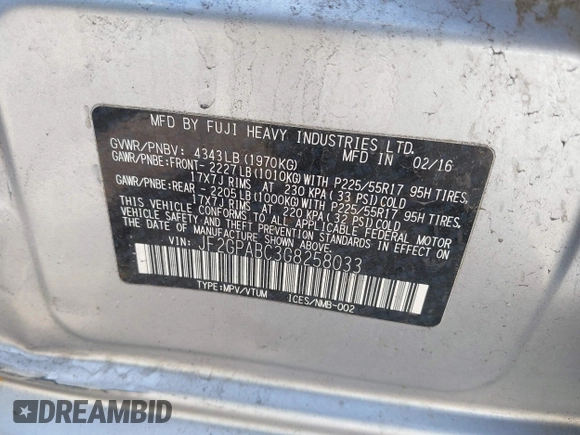 MFD BY FUJI HEAVY INDUSTRIES,LTD.
GVWR/PNBV: 4343LB(1970KG) MFD IN 02/16
GAWR/PNBE:FRONT- 2227LB(1010KG)WITH P225/55R17 95H TIRES,
17X7J RIMS AT 230 KPA(33 PSI)COLD
GAWR/PNBE:REAR - 2205LB(1000KG)WITH P225/55R17 95H TIRES,
17X7J RIMS AT 220 KPA(32 PSI)COLD
THIS VEHICLE CONFORMS TO ALL APPLICABLE FEDERAL MOTOR
VEHICLE SAFETY AND THEFT PREVENTION STANDARDS IN EFFECT ON
THE DATE OF MANUFACTURE SHOWN ABOVE.
VIN: JF2GPABC3G8258033
TYPE:MPV/VTUM ICES/NMB-002
DREAMBID